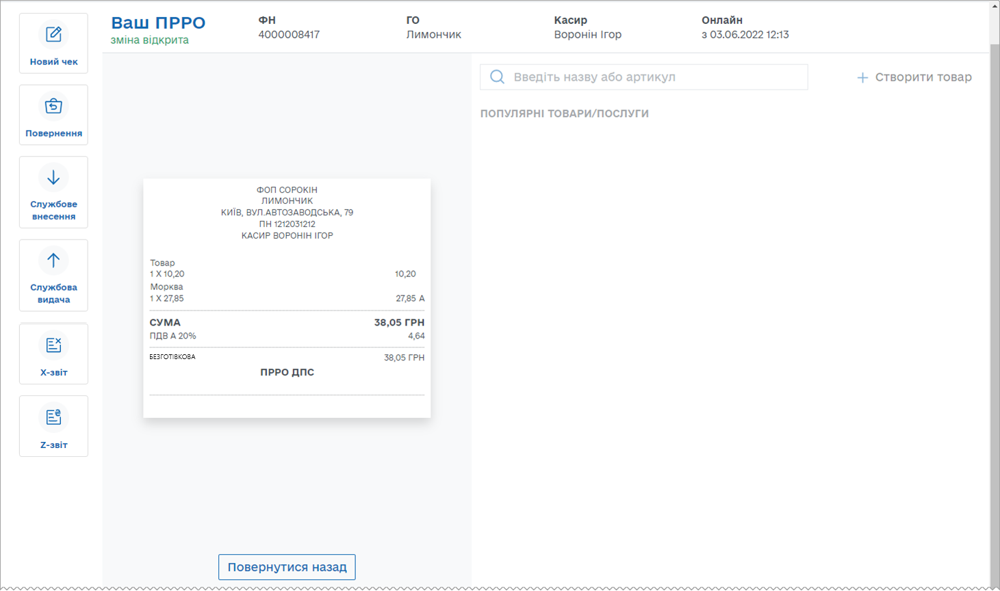 Новий чек
Повернення
Службове
внесення
Службова
видача
X-звіт
Z-звіт
Ваш ПРРО
зміна відкрита
ФН
4000008417
ГО
Лимончик
Касир
Воронін Ігор
Онлайн
з 03.06.2022 12:13
ФОП СОРОКІН
ЛИМОНЧИК
КИЇВ, ВУЛ.АВТОЗАВОДСЬКА, 79
ПН 1212031212
КАСИР ВОРОНІН ІГОР
Товар
1 X 10,20 10,20
Морква
1 X 27,85 27,85 А
СУМА 38,05 ГРН
ПДВ А 20% 4,64
БЕЗГОТІВКОВА 38,05 ГРН
ПРРО ДПС
Повернутися назад
Введіть назву або артикул
Створити товар
ПОПУЛЯРНІ ТОВАРИ/ПОСЛУГИ